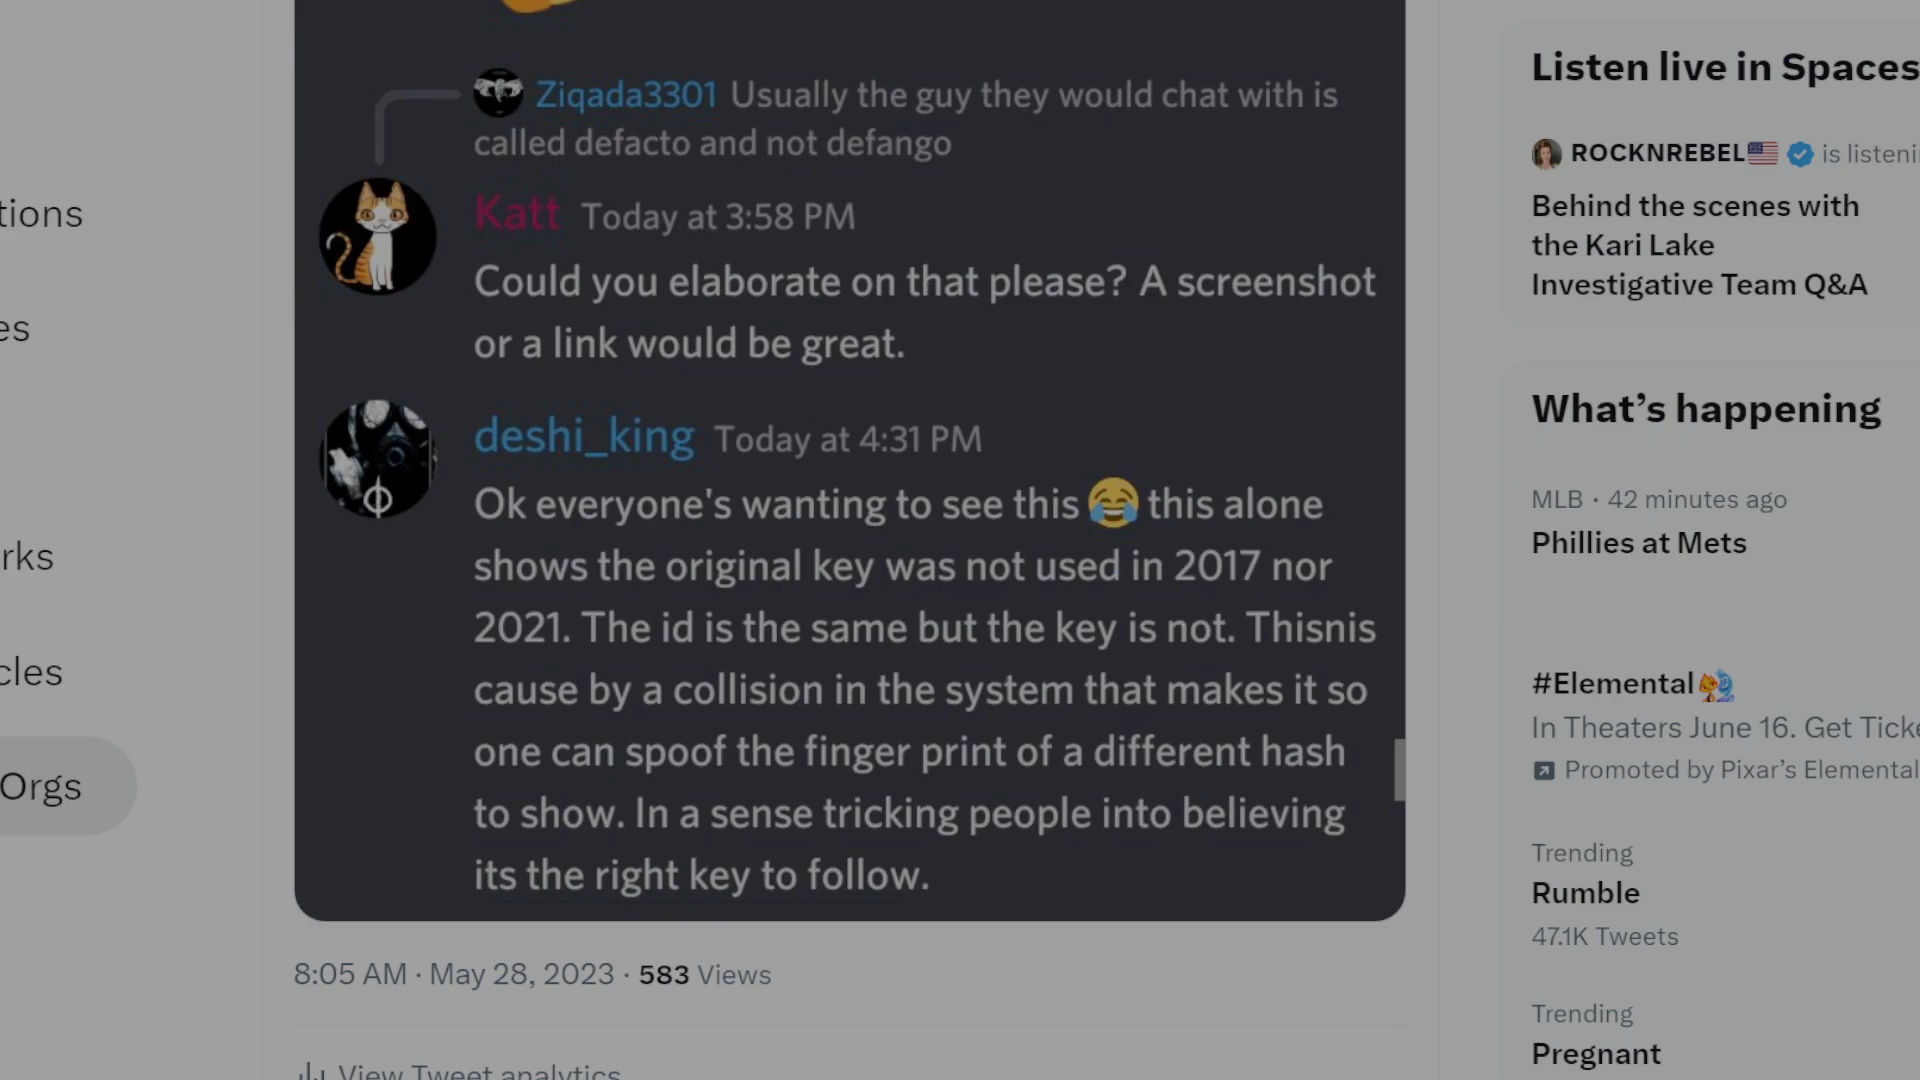 Ziqada3301 Usually the guy they would chat with is
called defacto and not defango
Katt Today at 3:58 PM
Could you elaborate on that please? A screenshot
or a link would be great.
deshi_king Today at 4:31 PM
Ok everyone's wanting to see this 😂 this alone
shows the original key was not used in 2017 nor
2021. The id is the same but the key is not. Thisnis
cause by a collision in the system that makes it so
one can spoof the finger print of a different hash
to show. In a sense tricking people into believing
its the right key to follow.
8:05 AM · May 28, 2023 · 583 Views
View Tweet analytics
tions
es
rks
cles
Orgs
Listen live in Spaces
ROCKNREBEL🇺🇸 is listeni
Behind the scenes with
the Kari Lake
Investigative Team Q&A
What’s happening
MLB · 42 minutes ago
Phillies at Mets
#Elemental
In Theaters June 16. Get Ticke
Promoted by Pixar’s Elemental
Trending
Rumble
47.1K Tweets
Trending
Pregnant